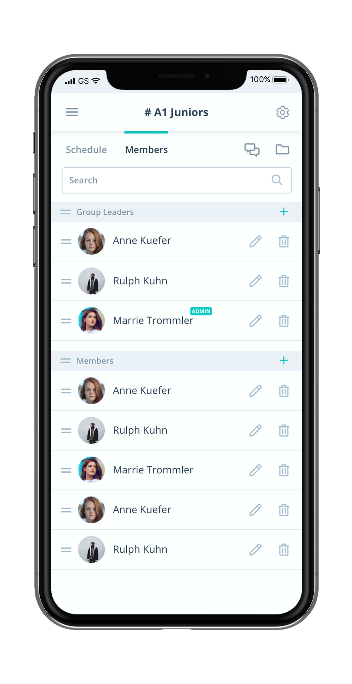 GS
100%
# A1 Juniors
Schedule Members
Search
Group Leaders
Anne Kuefer
Rulph Kuhn
Marrie Trommler ADMIN
Members
Anne Kuefer
Rulph Kuhn
Marrie Trommler
Anne Kuefer
Rulph Kuhn